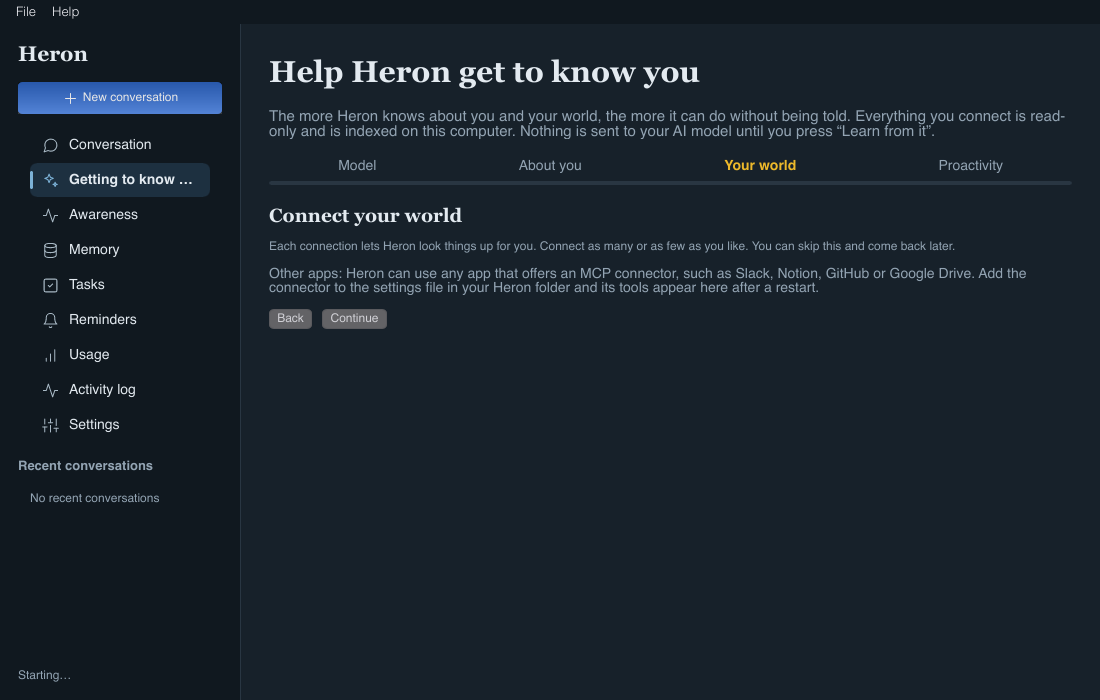 File Help
Heron
New conversation
Conversation
Getting to know …
Awareness
Memory
Tasks
Reminders
Usage
Activity log
Settings
Recent conversations
No recent conversations
Starting…
Help Heron get to know you
The more Heron knows about you and your world, the more it can do without being told. Everything you connect is read-
only and is indexed on this computer. Nothing is sent to your AI model until you press “Learn from it”.
Model About you Your world Proactivity
Connect your world
Each connection lets Heron look things up for you. Connect as many or as few as you like. You can skip this and come back later.
Other apps: Heron can use any app that offers an MCP connector, such as Slack, Notion, GitHub or Google Drive. Add the
connector to the settings file in your Heron folder and its tools appear here after a restart.
Back Continue